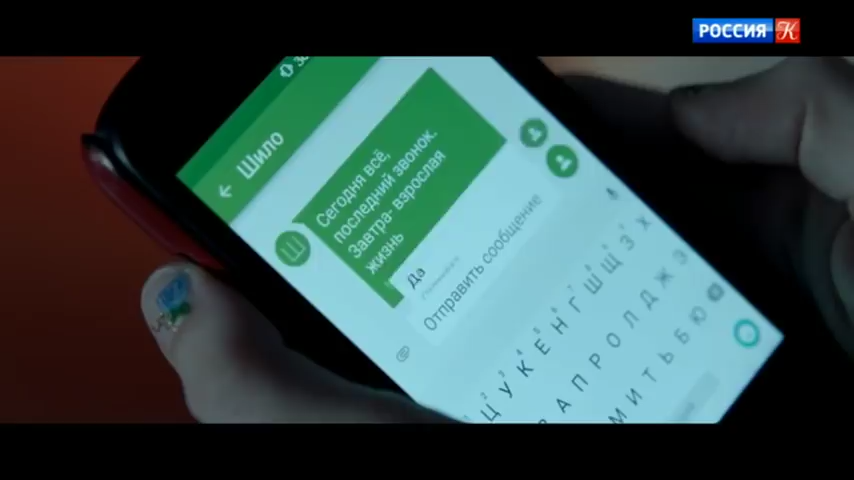 РОССИЯ К
Шило
Сегодня всё,
последний звонок.
Завтра- взрослая
жизнь
Ш
Да
Отправить сообщение
Ц У К Е Н Г Ш Щ З Х
А П Р О Л Д Ж Э
М И Т Ь Б Ю